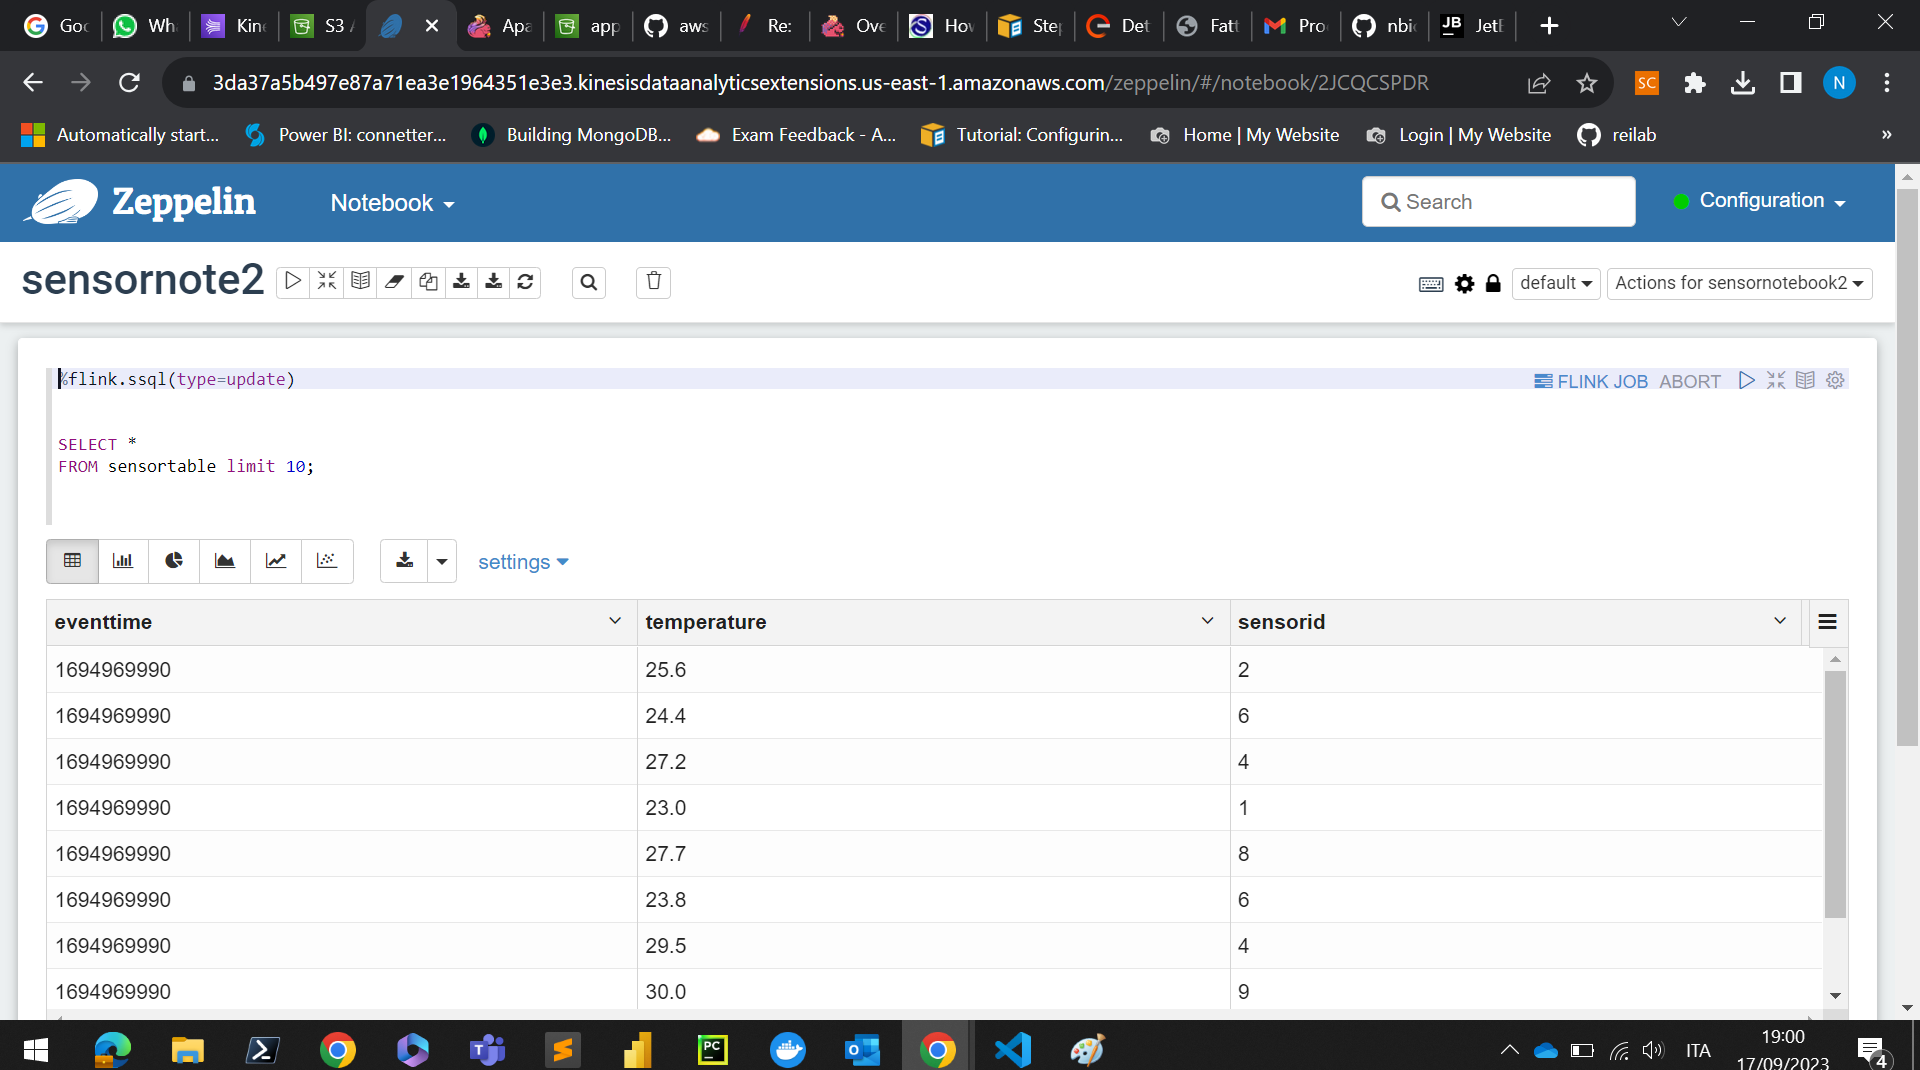 Goo
Wh
Kine
S3 /
Apa
app
aws
Re:
Ove
Hov
Step
Det
Fatt
Pro
nbi
JetB
3da37a5b497e87a71ea3e1964351e3e3.kinesisdataanalyticsextensions.us-east-1.amazonaws.com/zeppelin/#/notebook/2JCQCSPDR
SC
N
Automatically start...
Power BI: connetter...
Building MongoDB...
Exam Feedback - A...
Tutorial: Configurin...
Home | My Website
Login | My Website
reilab
»
Zeppelin
Notebook
Search
Configuration
sensornote2
default
Actions for sensornotebook2
%flink.ssql(type=update)
FLINK JOB ABORT
SELECT *
FROM sensortable limit 10;
settings
eventtime temperature sensorid
1694969990 25.6 2
1694969990 24.4 6
1694969990 27.2 4
1694969990 23.0 1
1694969990 27.7 8
1694969990 23.8 6
1694969990 29.5 4
1694969990 30.0 9
ITA
19:00
17/09/2023
4